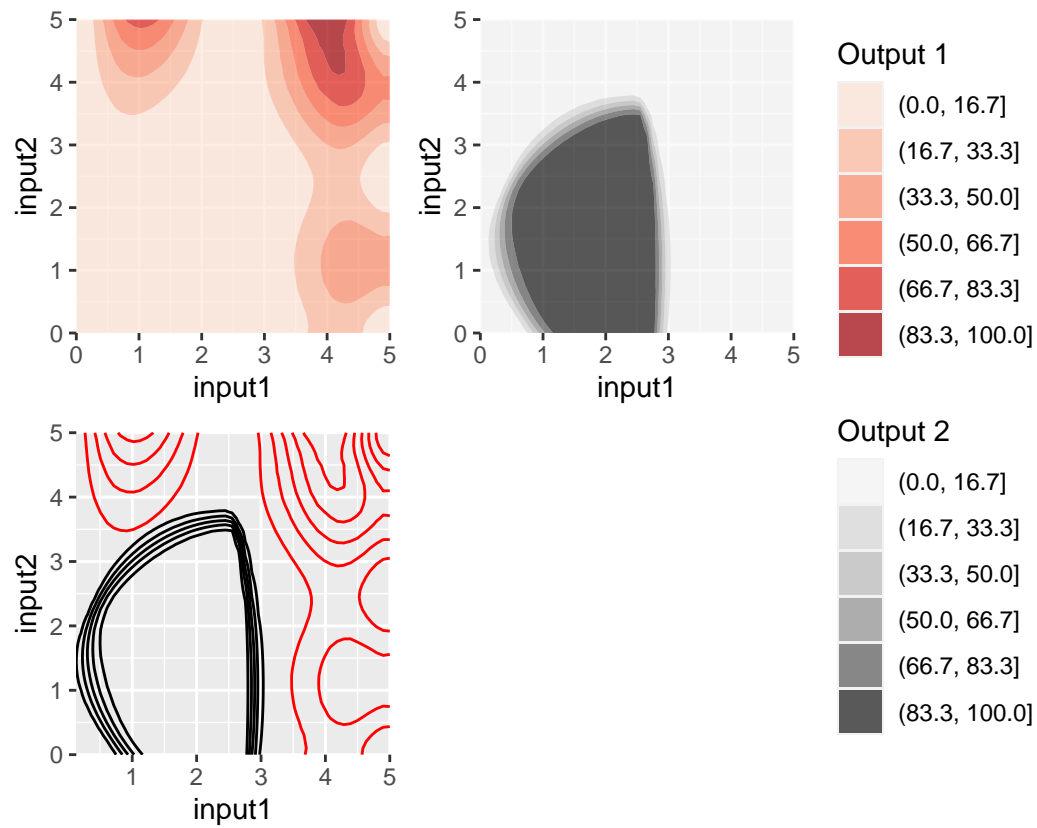 5
4
3
2
1
0
input2
0 1 2 3 4 5
input1
5
4
3
2
1
0
input2
0 1 2 3 4 5
input1
Output 1
(0.0, 16.7]
(16.7, 33.3]
(33.3, 50.0]
(50.0, 66.7]
(66.7, 83.3]
(83.3, 100.0]
5
4
3
2
1
0
input2
1 2 3 4 5
input1
Output 2
(0.0, 16.7]
(16.7, 33.3]
(33.3, 50.0]
(50.0, 66.7]
(66.7, 83.3]
(83.3, 100.0]